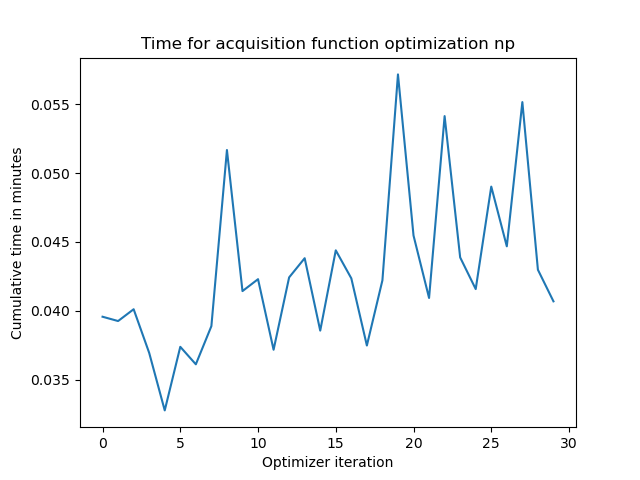 Time for acquisition function optimization np
Cumulative time in minutes
0.055
0.050
0.045
0.040
0.035
0 5 10 15 20 25 30
Optimizer iteration